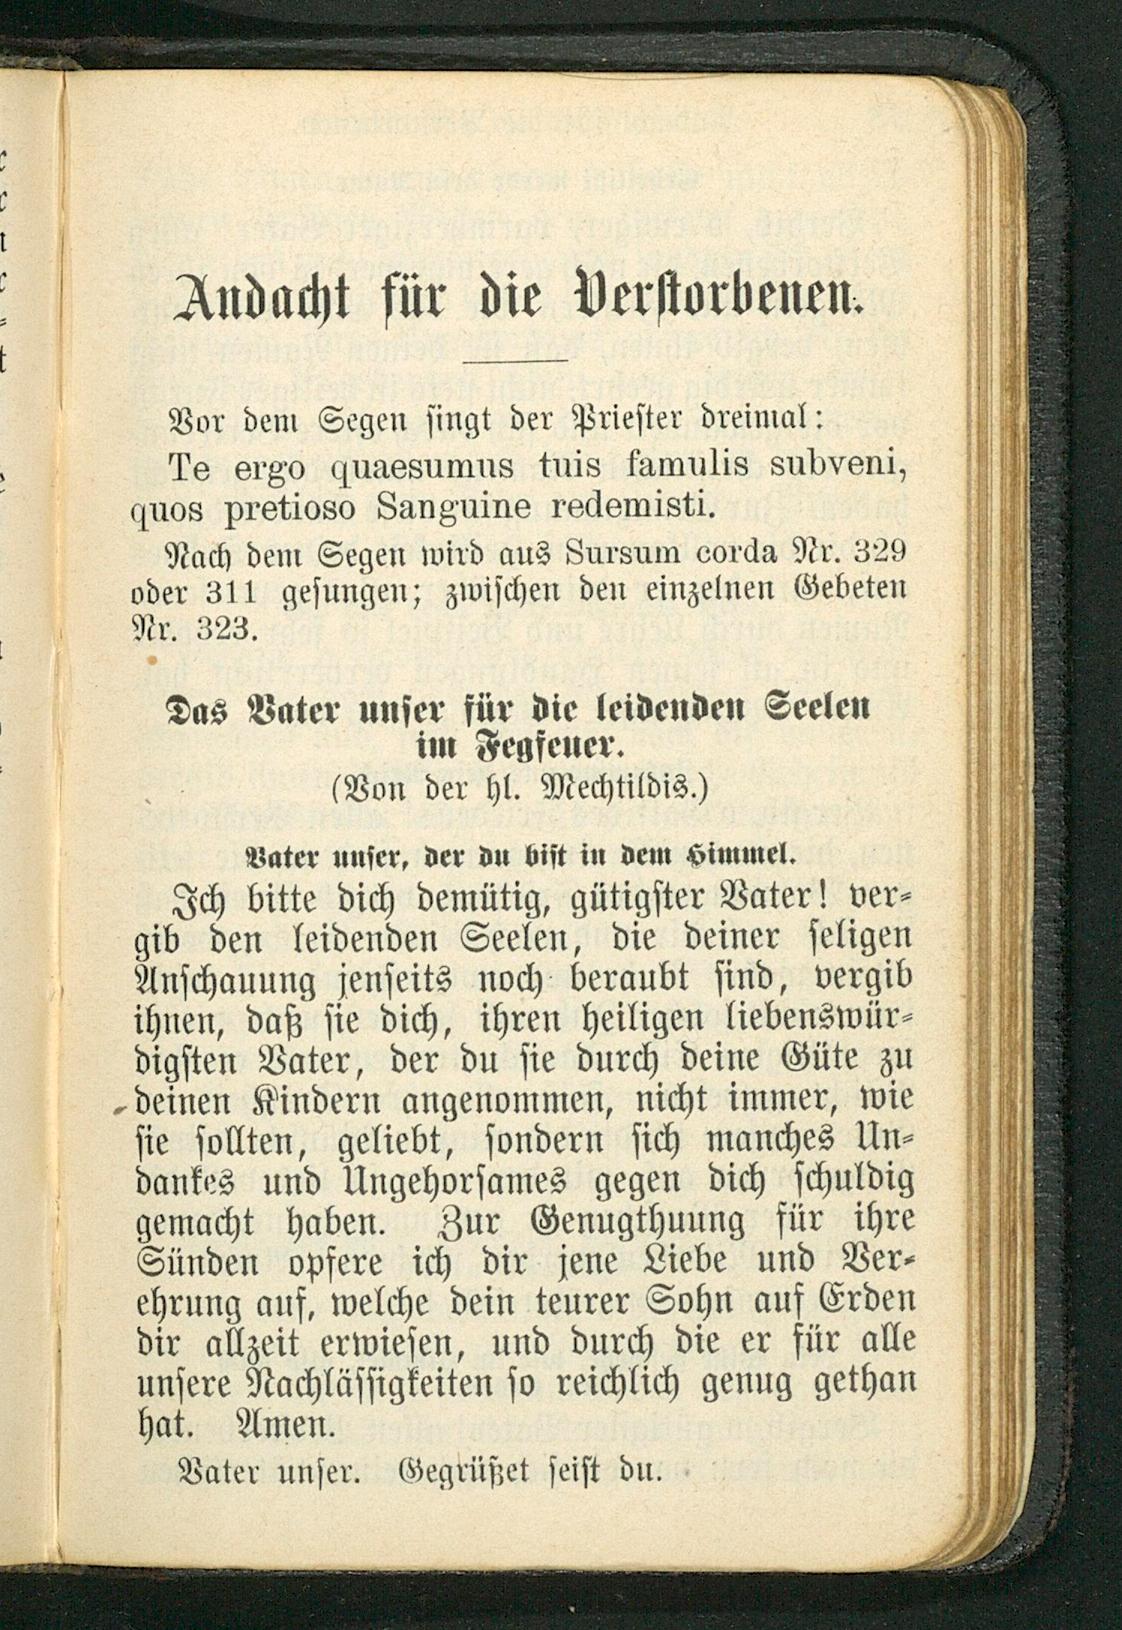 Andacht für die Verstorbenen.
Vor dem Segen singt der Priester dreimal:
Te ergo quaesumus tuis famulis subveni,
quos pretioso Sanguine redemisti.
Nach dem Segen wird aus Sursum corda Nr. 329
oder 311 gesungen; zwischen den einzelnen Gebeten
Nr. 323.
Das Vater unser für die leidenden Seelen
im Fegfeuer.
(Von der hl. Mechtildis.)
Vater unser, der du bist in dem Himmel.
Ich bitte dich demütig, gütigster Vater! ver-
gib den leidenden Seelen, die deiner seligen
Anschauung jenseits noch beraubt sind, vergib
ihnen, daß sie dich, ihren heiligen liebenswür-
digsten Vater, der du sie durch deine Güte zu
deinen Kindern angenommen, nicht immer, wie
sie sollten, geliebt, sondern sich manches Un-
dankes und Ungehorsames gegen dich schuldig
gemacht haben. Zur Genugthuung für ihre
Sünden opfere ich dir jene Liebe und Ver-
ehrung auf, welche dein teurer Sohn auf Erden
dir allzeit erwiesen, und durch die er für alle
unsere Nachlässigkeiten so reichlich genug gethan
hat. Amen.
Vater unser. Gegrüßet seist du.